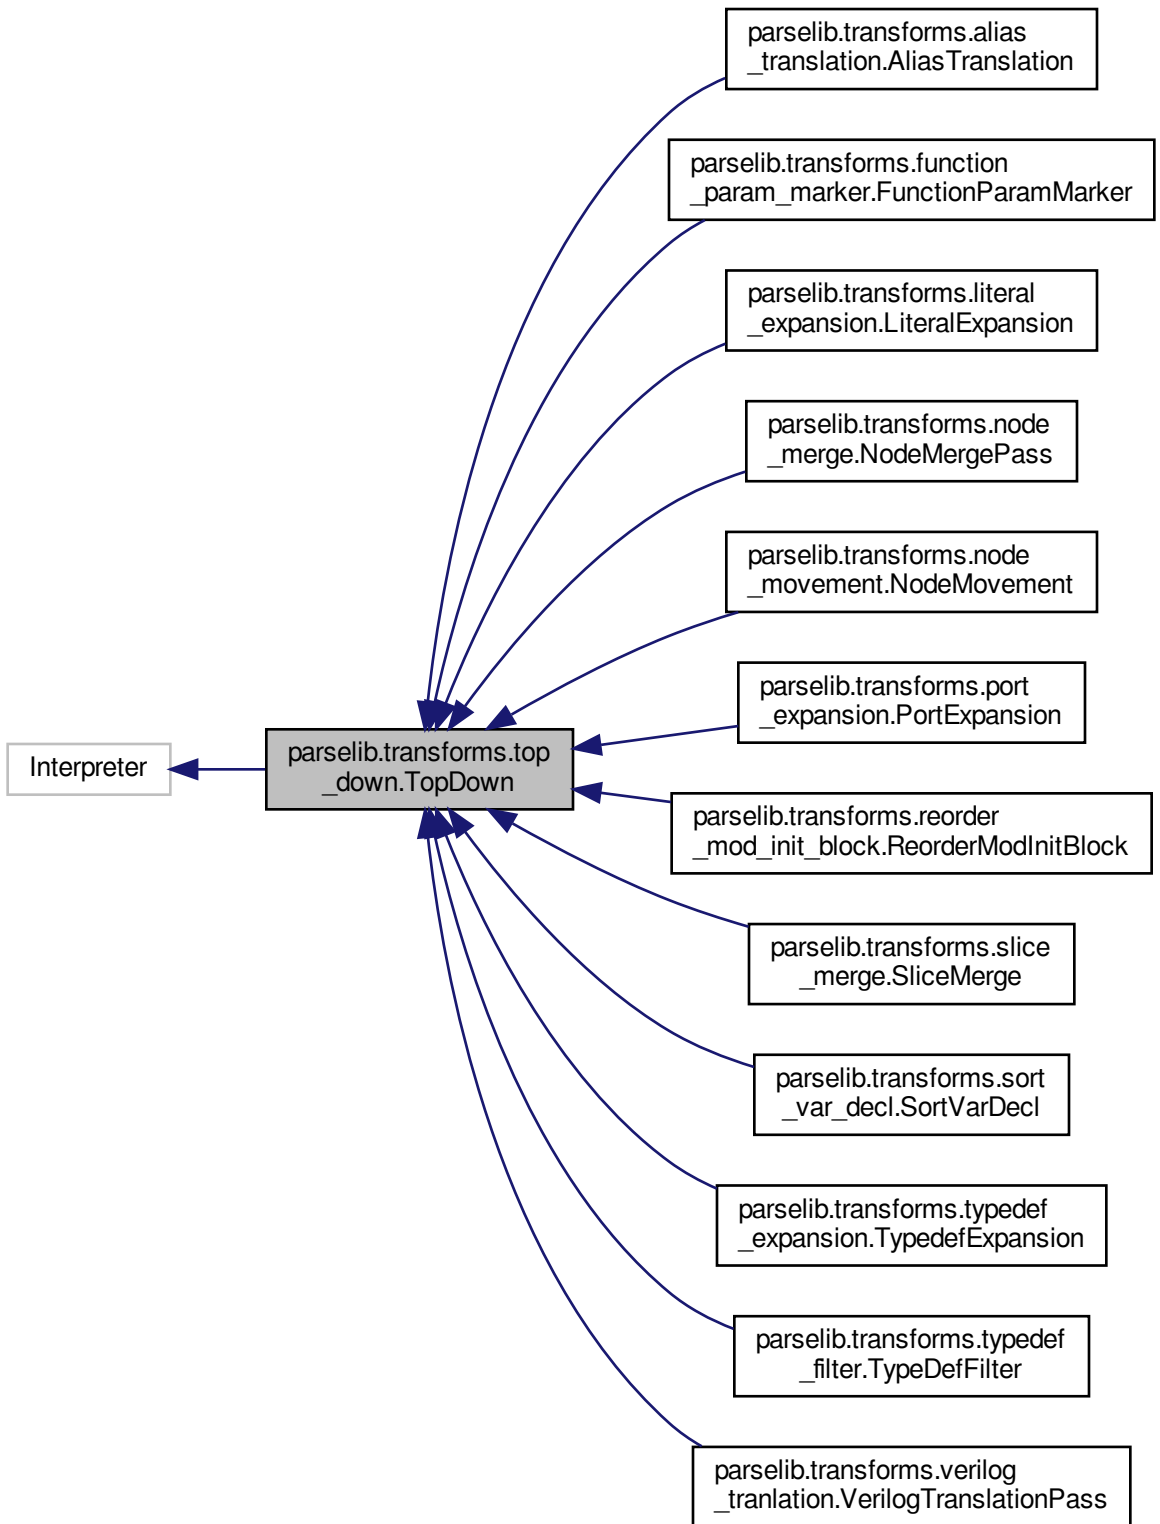 parselib.transforms.alias
_translation.AliasTranslation
parselib.transforms.function
_param_marker.FunctionParamMarker
parselib.transforms.literal
_expansion.LiteralExpansion
parselib.transforms.node
_merge.NodeMergePass
parselib.transforms.node
_movement.NodeMovement
parselib.transforms.port
_expansion.PortExpansion
Interpreter
parselib.transforms.top
_down.TopDown
parselib.transforms.reorder
_mod_init_block.ReorderModInitBlock
parselib.transforms.slice
_merge.SliceMerge
parselib.transforms.sort
_var_decl.SortVarDecl
parselib.transforms.typedef
_expansion.TypedefExpansion
parselib.transforms.typedef
_filter.TypeDefFilter
parselib.transforms.verilog
_tranlation.VerilogTranslationPass